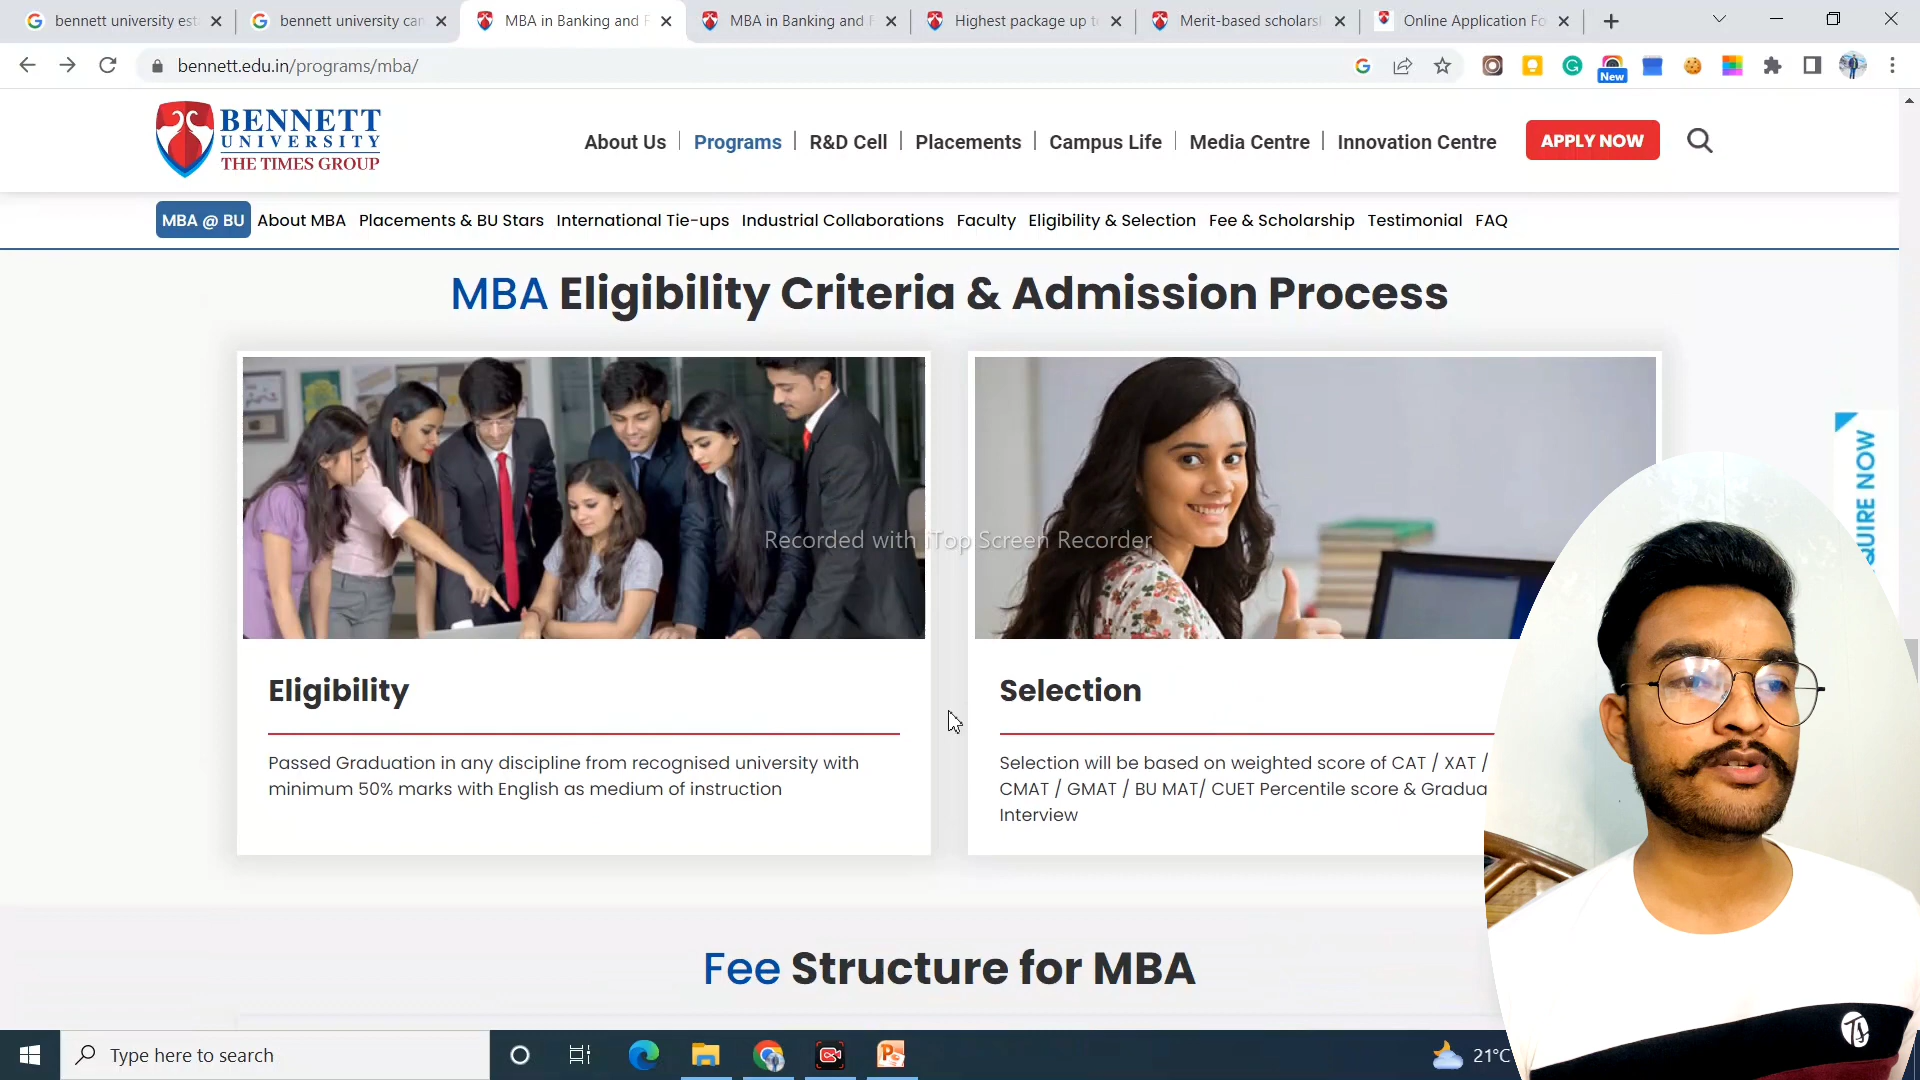 bennett university est
bennett university can
MBA in Banking and F
MBA in Banking and F
Highest package up t
Merit-based scholars
Online Application Fo
bennett.edu.in/programs/mba/
New
BENNETT
UNIVERSITY
THE TIMES GROUP
About Us
Programs
R&D Cell
Placements
Campus Life
Media Centre
Innovation Centre
APPLY NOW
MBA @ BU
About MBA
Placements & BU Stars
International Tie-ups
Industrial Collaborations
Faculty
Eligibility & Selection
Fee & Scholarship
Testimonial
FAQ
MBA Eligibility Criteria & Admission Process
QUIRE NOW
Recorded with iTop Screen Recorder
Eligibility
Passed Graduation in any discipline from recognised university with
minimum 50% marks with English as medium of instruction
Selection
Selection will be based on weighted score of CAT / XAT /
CMAT / GMAT / BU MAT/ CUET Percentile score & Gradua
Interview
Fee Structure for MBA
Type here to search
21°C